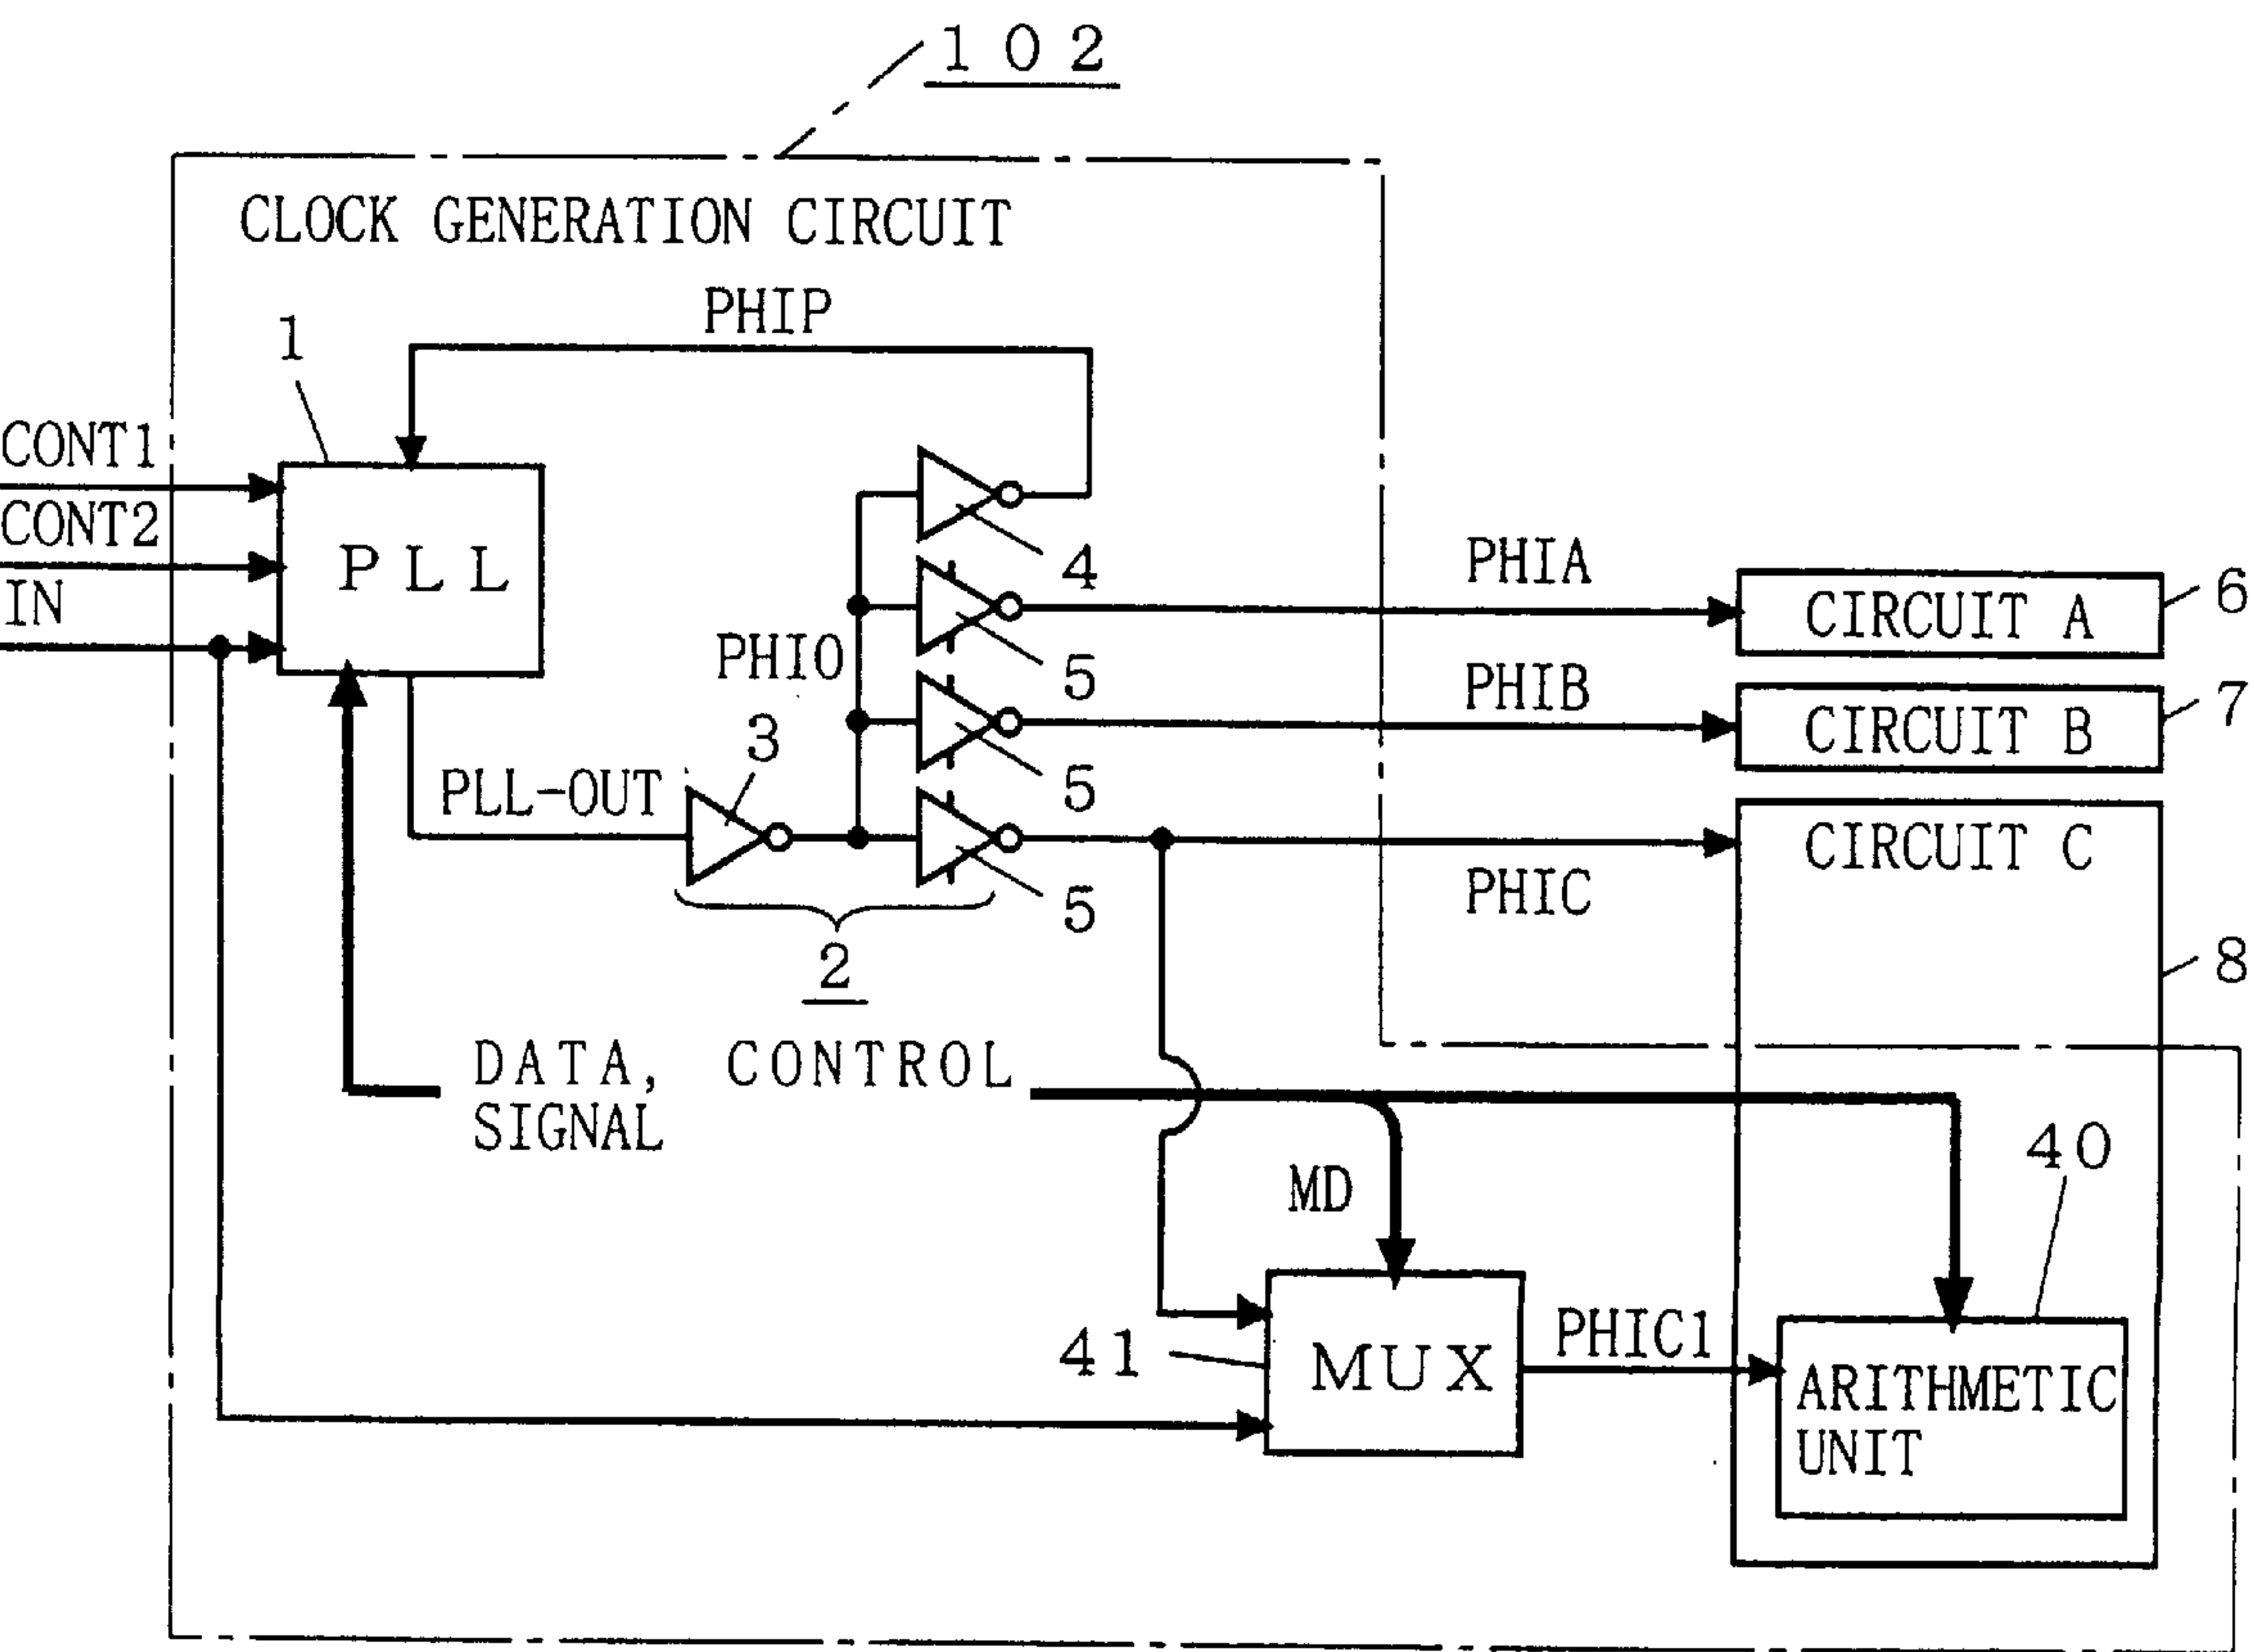 102
CLOCK GENERATION CIRCUIT
PHIP
1
CONT1
CONT2
IN
PLL
4
PHIA
CIRCUIT A
6
PHIO
5
PHIB
CIRCUIT B
7
3
PLL-OUT
5
CIRCUIT C
PHIC
5
2
8
DATA, CONTROL
SIGNAL
MD
40
41
MUX
PHIC1
ARITHMETIC
UNIT